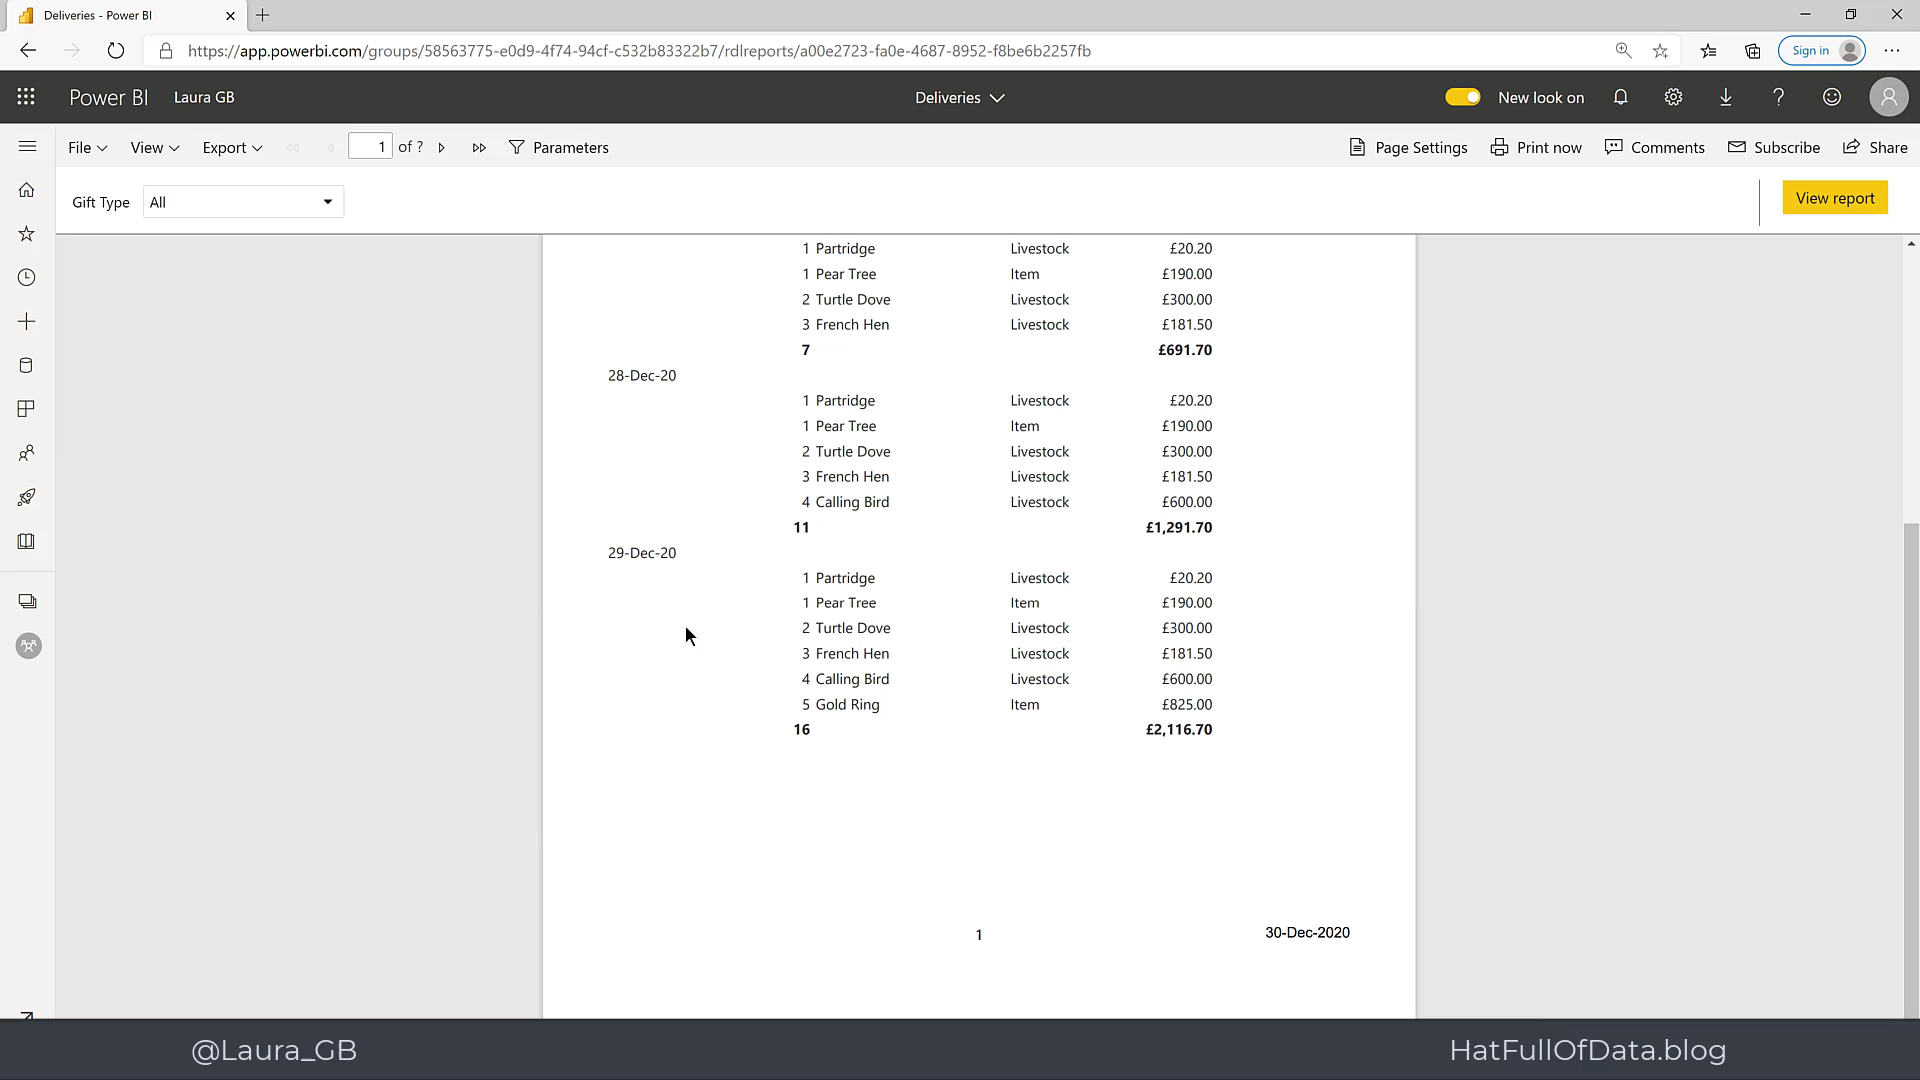 Deliveries - Power BI
https://app.powerbi.com/groups/58563775-e0d9-4f74-94cf-c532b83322b7/rdlreports/a00e2723-fa0e-4687-8952-f8be6b2257fb
Sign in
Power BI Laura GB Deliveries New look on
File View Export 1 of ? Parameters Page Settings Print now Comments Subscribe Share
Gift Type All View report
1 Partridge Livestock £20.20
1 Pear Tree Item £190.00
2 Turtle Dove Livestock £300.00
3 French Hen Livestock £181.50
7 £691.70
28-Dec-20
1 Partridge Livestock £20.20
1 Pear Tree Item £190.00
2 Turtle Dove Livestock £300.00
3 French Hen Livestock £181.50
4 Calling Bird Livestock £600.00
11 £1,291.70
29-Dec-20
1 Partridge Livestock £20.20
1 Pear Tree Item £190.00
2 Turtle Dove Livestock £300.00
3 French Hen Livestock £181.50
4 Calling Bird Livestock £600.00
5 Gold Ring Item £825.00
16 £2,116.70
1 30-Dec-2020
@Laura_GB HatFullOfData.blog